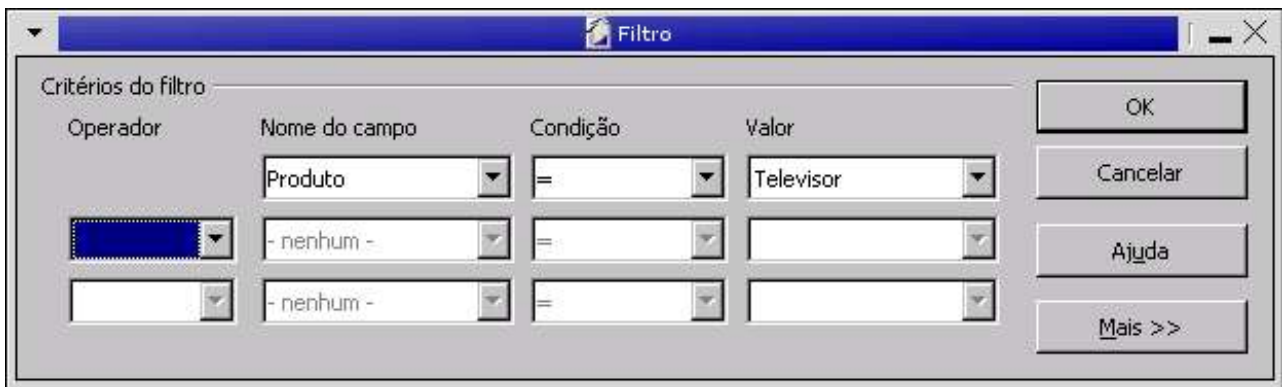 Filtro
Critérios do filtro
Operador Nome do campo Condição Valor
Produto = Televisor
- nenhum - =
- nenhum - =
OK
Cancelar
Ajuda
Mais >>